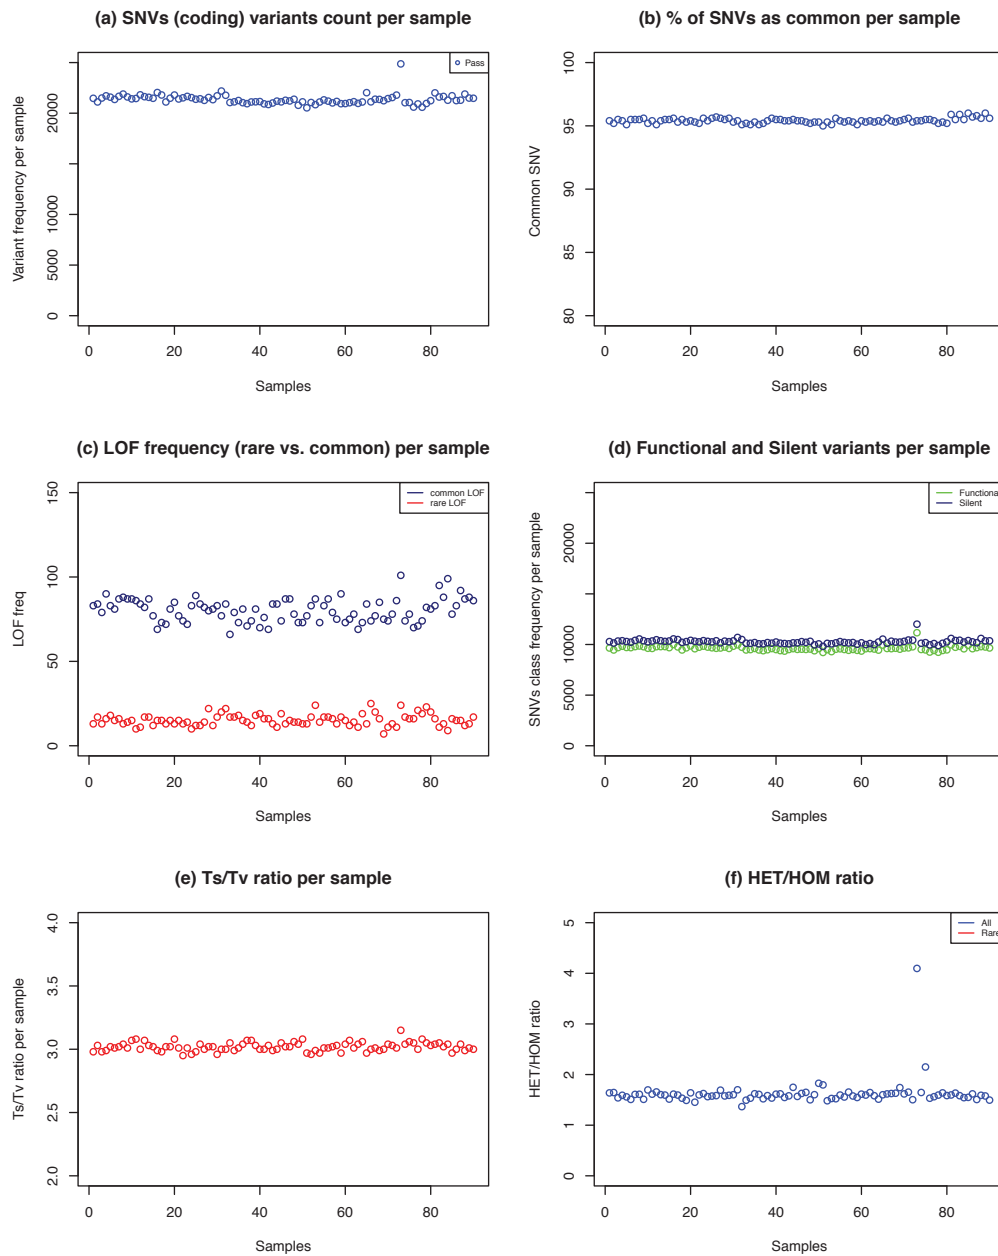 (a) SNVs (coding) variants count per sample
Variant frequency per sample
0 5000 10000 20000
0 20 40 60 80
Samples
Pass
(b) % of SNVs as common per sample
Common SNV
80 85 90 95 100
0 20 40 60 80
Samples
(c) LOF frequency (rare vs. common) per sample
LOF freq
0 50 100 150
0 20 40 60 80
Samples
common LOF
rare LOF
(d) Functional and Silent variants per sample
SNVs class frequency per sample
0 5000 10000 20000
0 20 40 60 80
Samples
Functional
Silent
(e) Ts/Tv ratio per sample
Ts/Tv ratio per sample
2.0 2.5 3.0 3.5 4.0
0 20 40 60 80
Samples
(f) HET/HOM ratio
HET/HOM ratio
0 1 2 3 4 5
0 20 40 60 80
Samples
All
Rare